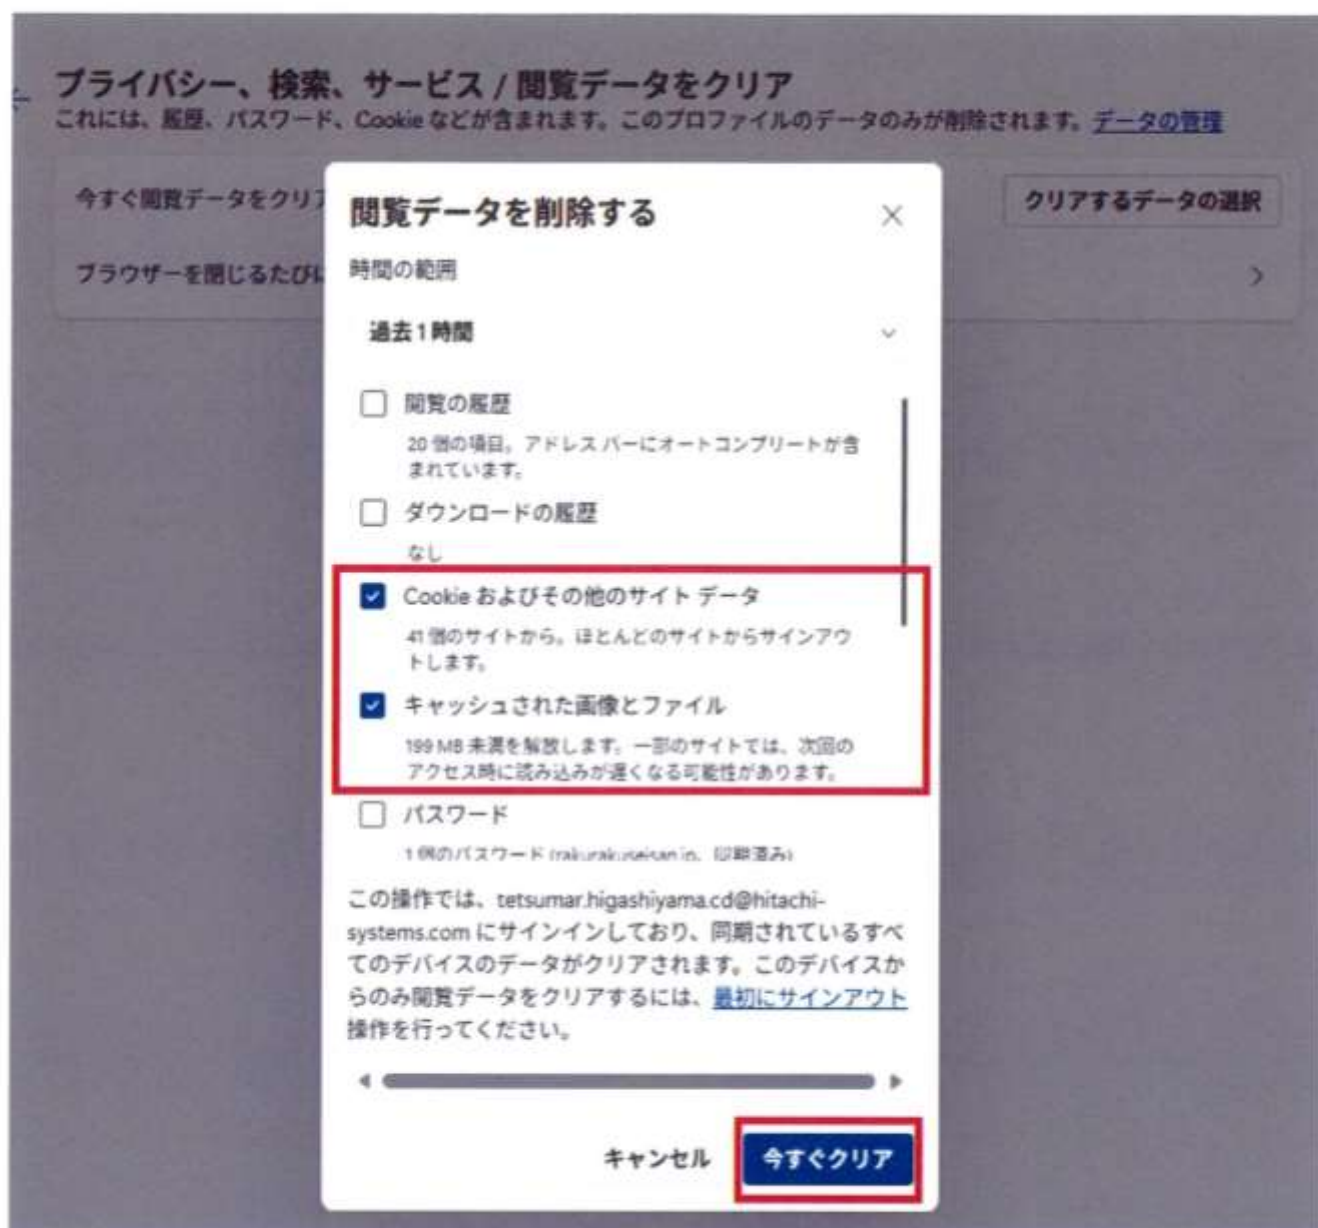 プライバシー、検索、サービス / 閲覧データをクリア
これには、履歴、パスワード、Cookie などが含まれます。このプロファイルのデータのみが削除されます。データの管理
今すぐ閲覧データをクリア
クリアするデータの選択
ブラウザーを閉じるたびに
閲覧データを削除する
時間の範囲
過去1時間
閲覧の履歴
20 個の項目。アドレス バーにオートコンプリートが含
まれています。
ダウンロードの履歴
なし
Cookie およびその他のサイト データ
41 個のサイトから。ほとんどのサイトからサインアウ
トします。
キャッシュされた画像とファイル
199 MB 未満を解放します。一部のサイトでは、次回の
アクセス時に読み込みが遅くなる可能性があります。
パスワード
1 個のパスワード (rakurakuseisan.jp、同期済み)
この操作では、tetsumar.higashiyama.cd@hitachi-
systems.com にサインインしており、同期されているすべ
てのデバイスのデータがクリアされます。このデバイスか
らのみ閲覧データをクリアするには、最初にサインアウト
操作を行ってください。
キャンセル
今すぐクリア